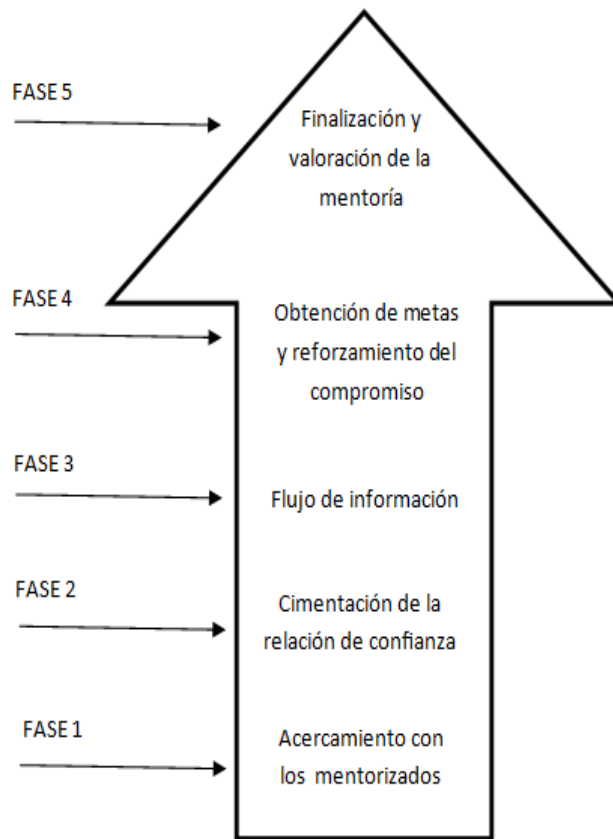 FASE 5
Finalización y
valoración de la
mentoría
FASE 4
Obtención de metas
y reforzamiento del
compromiso
FASE 3
Flujo de información
FASE 2
Cimentación de la
relación de confianza
FASE 1
Acercamiento con
los mentorizados